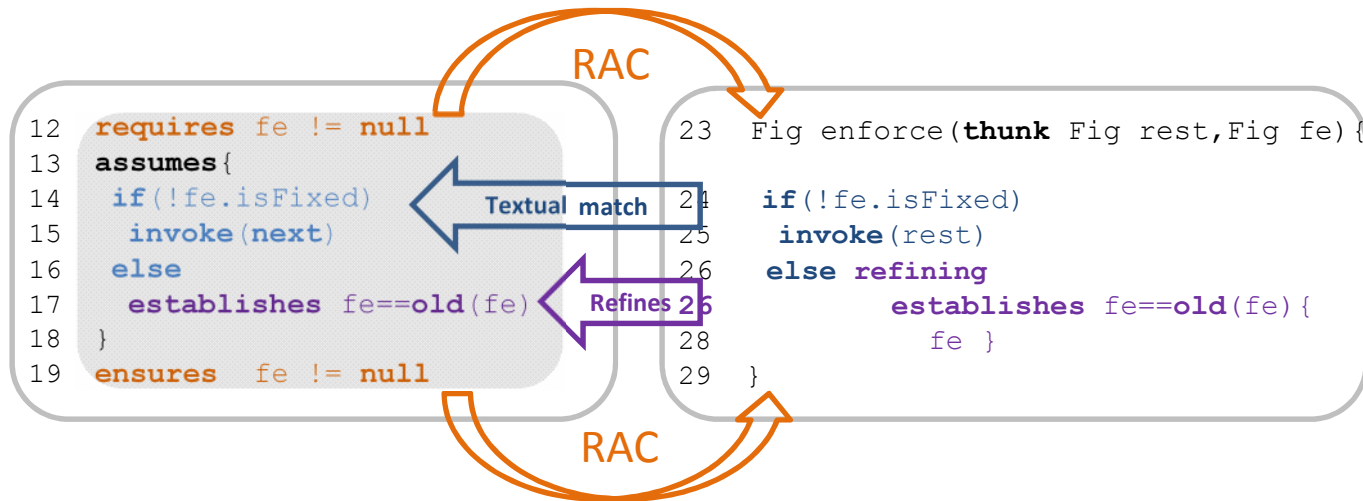 RAC
12 requires fe != null
13 assumes{
14 if(!fe.isFixed)
15 invoke(next)
16 else
17 establishes fe==old(fe)
18 }
19 ensures fe != null
Textual match
Refines
23 Fig enforce(thunk Fig rest,Fig fe){
24 if(!fe.isFixed)
25 invoke(rest)
26 else refining
26 establishes fe==old(fe){
28 fe }
29 }
RAC